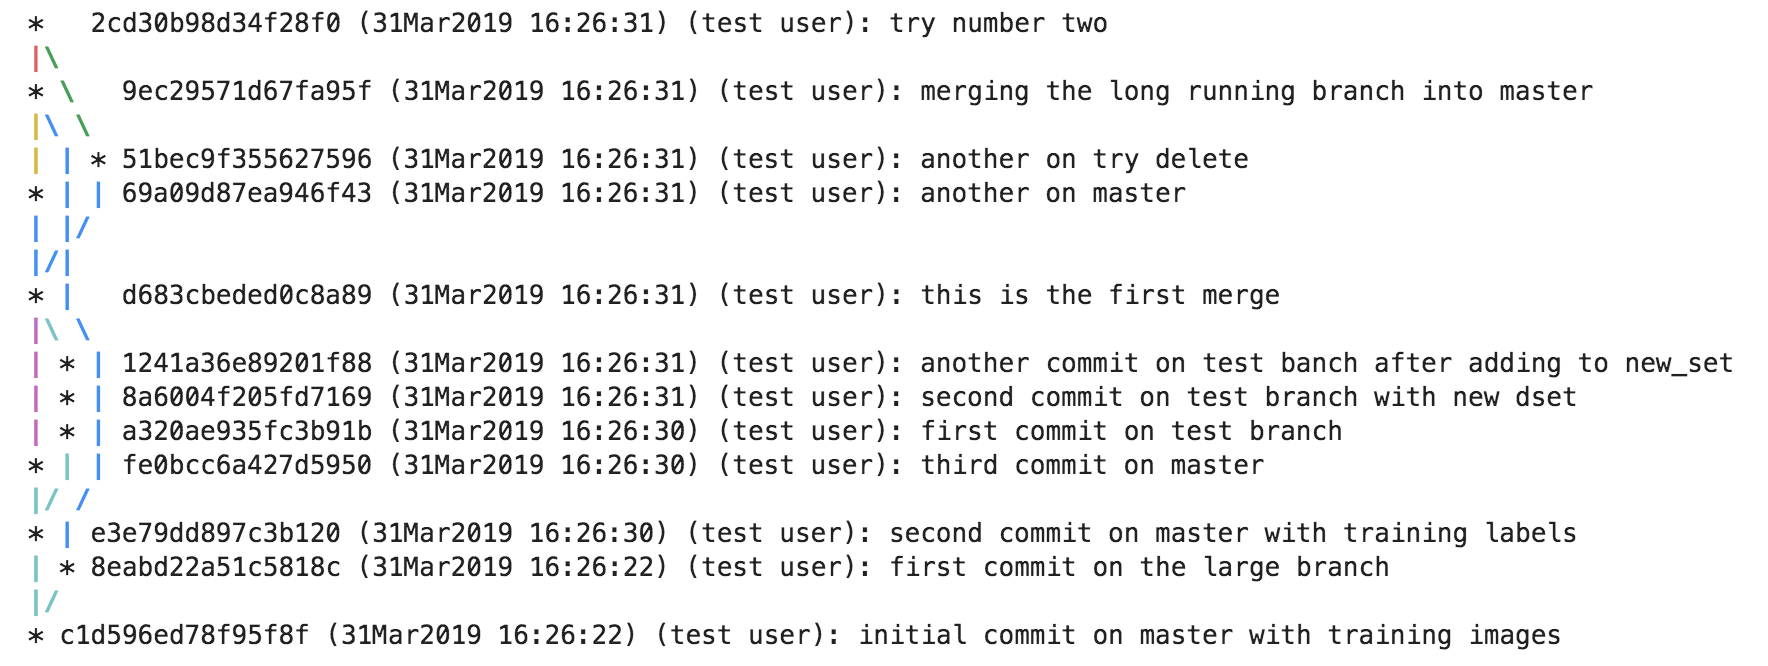 *   2cd30b98d34f28f0 (31Mar2019 16:26:31) (test user): try number two
|\
* \   9ec29571d67fa95f (31Mar2019 16:26:31) (test user): merging the long running branch into master
|\ \
| | * 51bec9f355627596 (31Mar2019 16:26:31) (test user): another on try delete
* | | 69a09d87ea946f43 (31Mar2019 16:26:31) (test user): another on master
| |/
|/|
* |   d683cbeded0c8a89 (31Mar2019 16:26:31) (test user): this is the first merge
|\ \
| * | 1241a36e89201f88 (31Mar2019 16:26:31) (test user): another commit on test banch after adding to new_set
| * | 8a6004f205fd7169 (31Mar2019 16:26:31) (test user): second commit on test branch with new dset
| * | a320ae935fc3b91b (31Mar2019 16:26:30) (test user): first commit on test branch
* | | fe0bcc6a427d5950 (31Mar2019 16:26:30) (test user): third commit on master
|/ /
* | e3e79dd897c3b120 (31Mar2019 16:26:30) (test user): second commit on master with training labels
| * 8eabd22a51c5818c (31Mar2019 16:26:22) (test user): first commit on the large branch
|/
* c1d596ed78f95f8f (31Mar2019 16:26:22) (test user): initial commit on master with training images